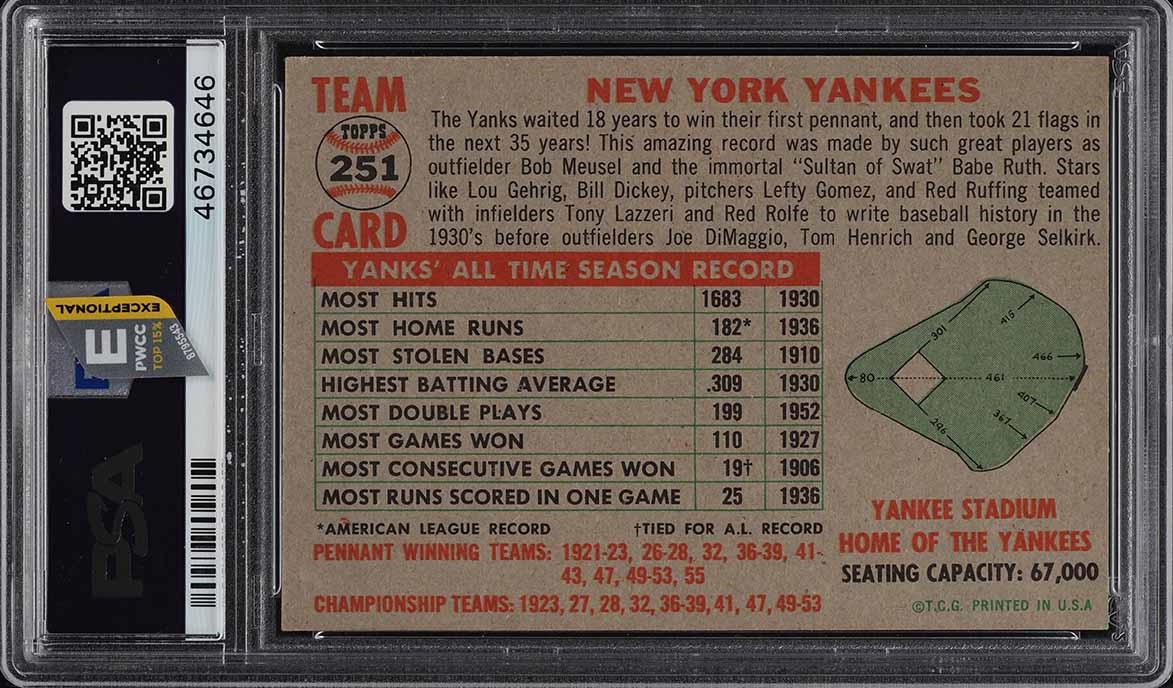 46734646
EXCEPTIONAL
E
PWCC
TOP 15%
8795543
PSA
TEAM
TOPPS
251
CARD
NEW YORK YANKEES
The Yanks waited 18 years to win their first pennant, and then took 21 flags in
the next 35 years! This amazing record was made by such great players as
outfielder Bob Meusel and the immortal "Sultan of Swat" Babe Ruth. Stars
like Lou Gehrig, Bill Dickey, pitchers Lefty Gomez, and Red Ruffing teamed
with infielders Tony Lazzeri and Red Rolfe to write baseball history in the
1930's before outfielders Joe DiMaggio, Tom Henrich and George Selkirk.
YANKS' ALL TIME SEASON RECORD
MOST HITS 1683 1930
MOST HOME RUNS 182* 1936
MOST STOLEN BASES 284 1910
HIGHEST BATTING AVERAGE .309 1930
MOST DOUBLE PLAYS 199 1952
MOST GAMES WON 110 1927
MOST CONSECUTIVE GAMES WON 19† 1906
MOST RUNS SCORED IN ONE GAME 25 1936
*AMERICAN LEAGUE RECORD †TIED FOR A.L. RECORD
PENNANT WINNING TEAMS: 1921-23, 26-28, 32, 36-39, 41-
43, 47, 49-53, 55
CHAMPIONSHIP TEAMS: 1923, 27, 28, 32, 36-39, 41, 47, 49-53
301
415
466
80
461
407
367
296
YANKEE STADIUM
HOME OF THE YANKEES
SEATING CAPACITY: 67,000
©T.C.G. PRINTED IN U.S.A